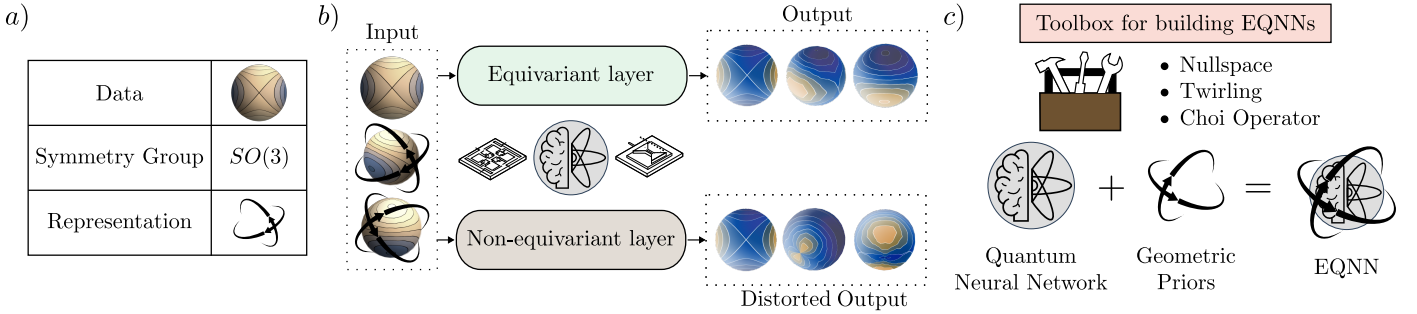 a)
Data
Symmetry Group
SO(3)
Representation
b)
Input
Equivariant layer
Non-equivariant layer
Output
Distorted Output
c)
Toolbox for building EQNNs
• Nullspace
• Twirling
• Choi Operator
+
=
Quantum
Neural Network
Geometric
Priors
EQNN